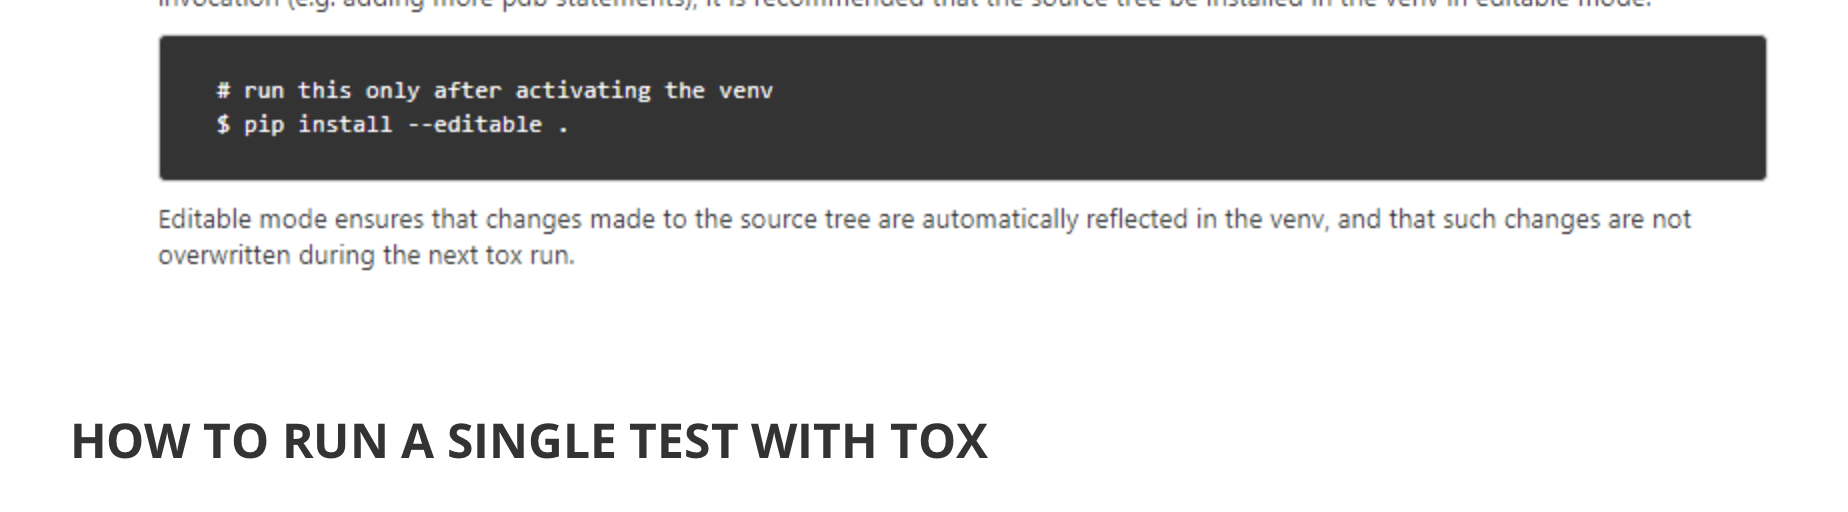 invocation (e.g. adding more pdb statements), it is recommended that the source tree be installed in the venv in editable mode:
# run this only after activating the venv
$ pip install --editable .
Editable mode ensures that changes made to the source tree are automatically reflected in the venv, and that such changes are not
overwritten during the next tox run.
HOW TO RUN A SINGLE TEST WITH TOX